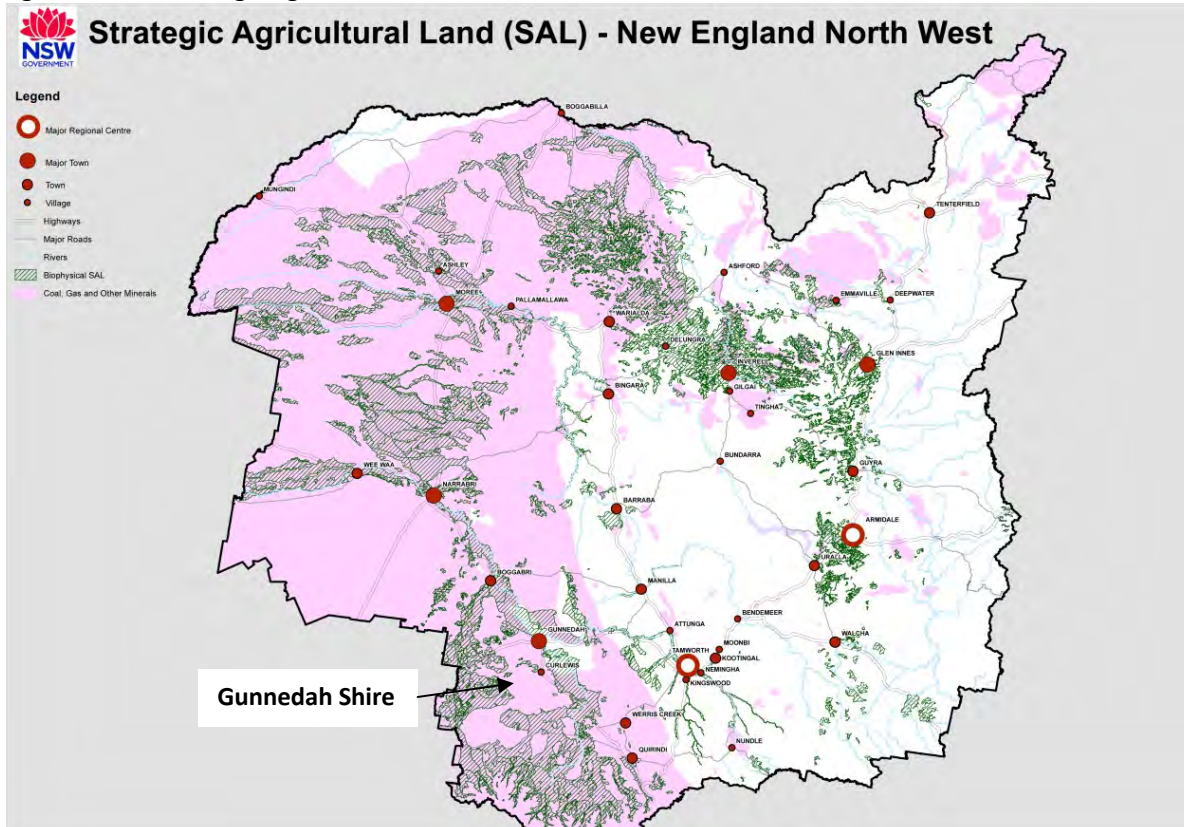 NSW
GOVERNMENT
Strategic Agricultural Land (SAL) - New England North West
Legend
Major Regional Centre
Major Town
Town
Village
Highways
Major Roads
Rivers
Biophysical SAL
Coal, Gas and Other Minerals
BOGGABILLA
MUNGINDI
TENTERFIELD
ASHLEY
ASHFORD
MOREE
PALLAMALLAWA
EMMAVILLE
DEEPWATER
WARIALDA
DELUNGRA
INVERELL
GLEN INNES
GILGAI
BINGARA
TINGHA
BUNDARRA
WEE WAA
GUYRA
NARRABRI
BARRABA
ARMIDALE
URALLA
BOGGABRI
MANILLA
BENDEMEER
ATTUNGA
GUNNEDAH
WALCHA
MOONBI
TAMWORTH
KOOTINGAL
CURLEWIS
NEMINGHA
KINGSWOOD
Gunnedah Shire
WERRIS CREEK
NUNDLE
QUIRINDI